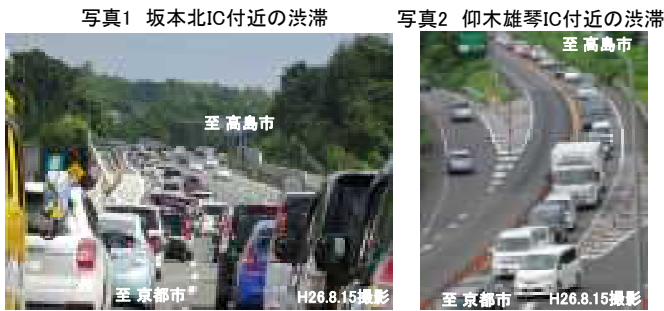 写真1 坂本北IC付近の渋滞
至 高島市
至 京都市
H26.8.15撮影
写真2 仰木雄琴IC付近の渋滞
至 高島市
至 京都市
H26.8.15撮影